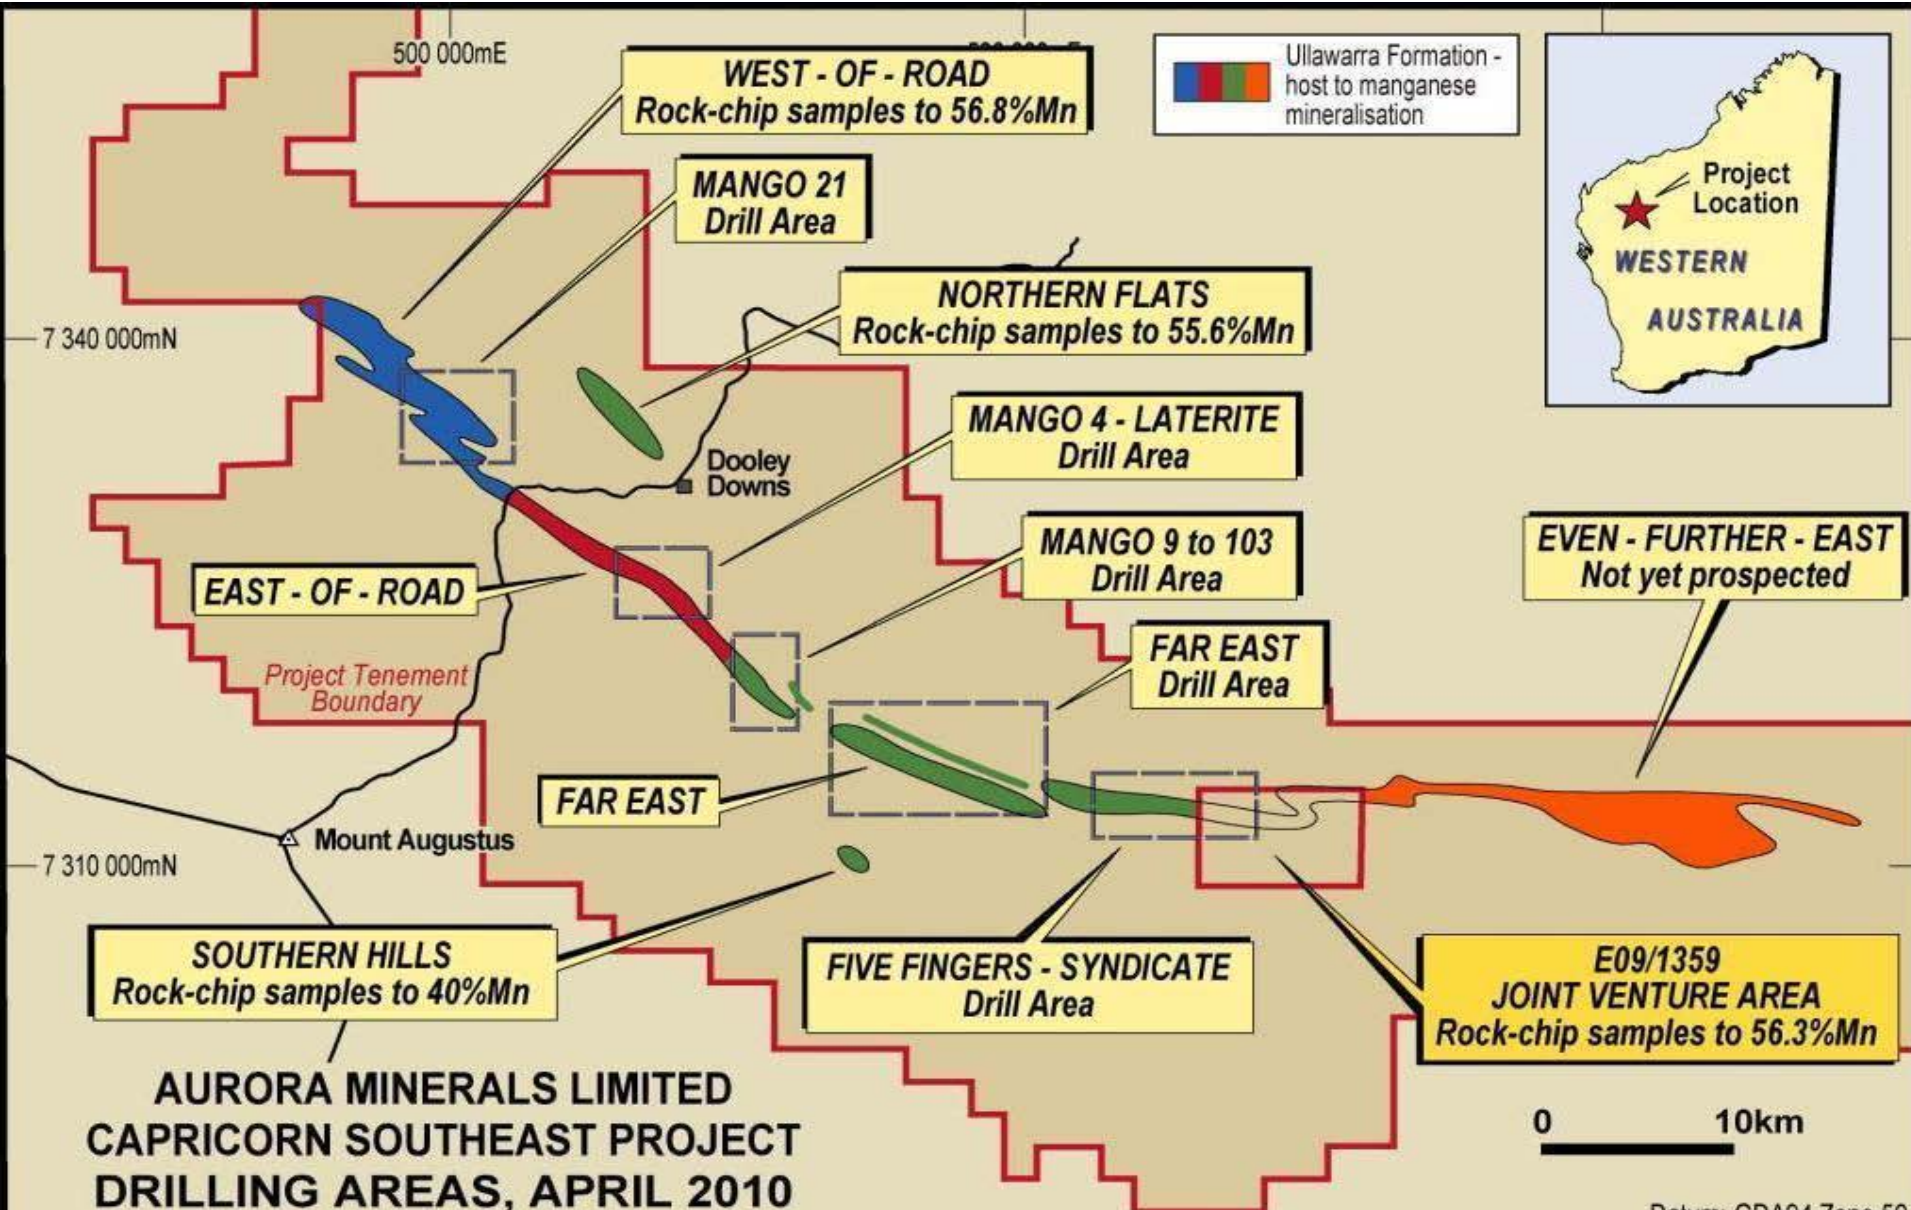 500 000mE
WEST - OF - ROAD
Rock-chip samples to 56.8%Mn
Ullawarra Formation -
host to manganese
mineralisation
Project
Location
WESTERN
AUSTRALIA
MANGO 21
Drill Area
NORTHERN FLATS
Rock-chip samples to 55.6%Mn
7 340 000mN
MANGO 4 - LATERITE
Drill Area
Dooley
Downs
MANGO 9 to 103
Drill Area
EVEN - FURTHER - EAST
Not yet prospected
EAST - OF - ROAD
FAR EAST
Drill Area
Project Tenement
Boundary
FAR EAST
Mount Augustus
7 310 000mN
SOUTHERN HILLS
Rock-chip samples to 40%Mn
FIVE FINGERS - SYNDICATE
Drill Area
E09/1359
JOINT VENTURE AREA
Rock-chip samples to 56.3%Mn
0 10km
AURORA MINERALS LIMITED
CAPRICORN SOUTHEAST PROJECT
DRILLING AREAS, APRIL 2010